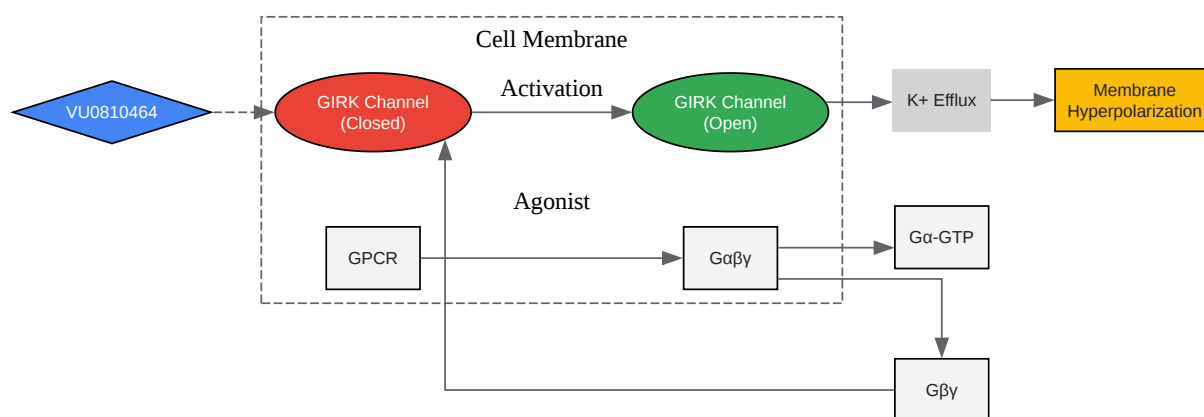 Cell Membrane
VU0810464
GIRK Channel
(Closed)
Activation
GIRK Channel
(Open)
K+ Efflux
Membrane
Hyperpolarization
Agonist
GPCR
Gαβγ
Gα-GTP
Gβγ